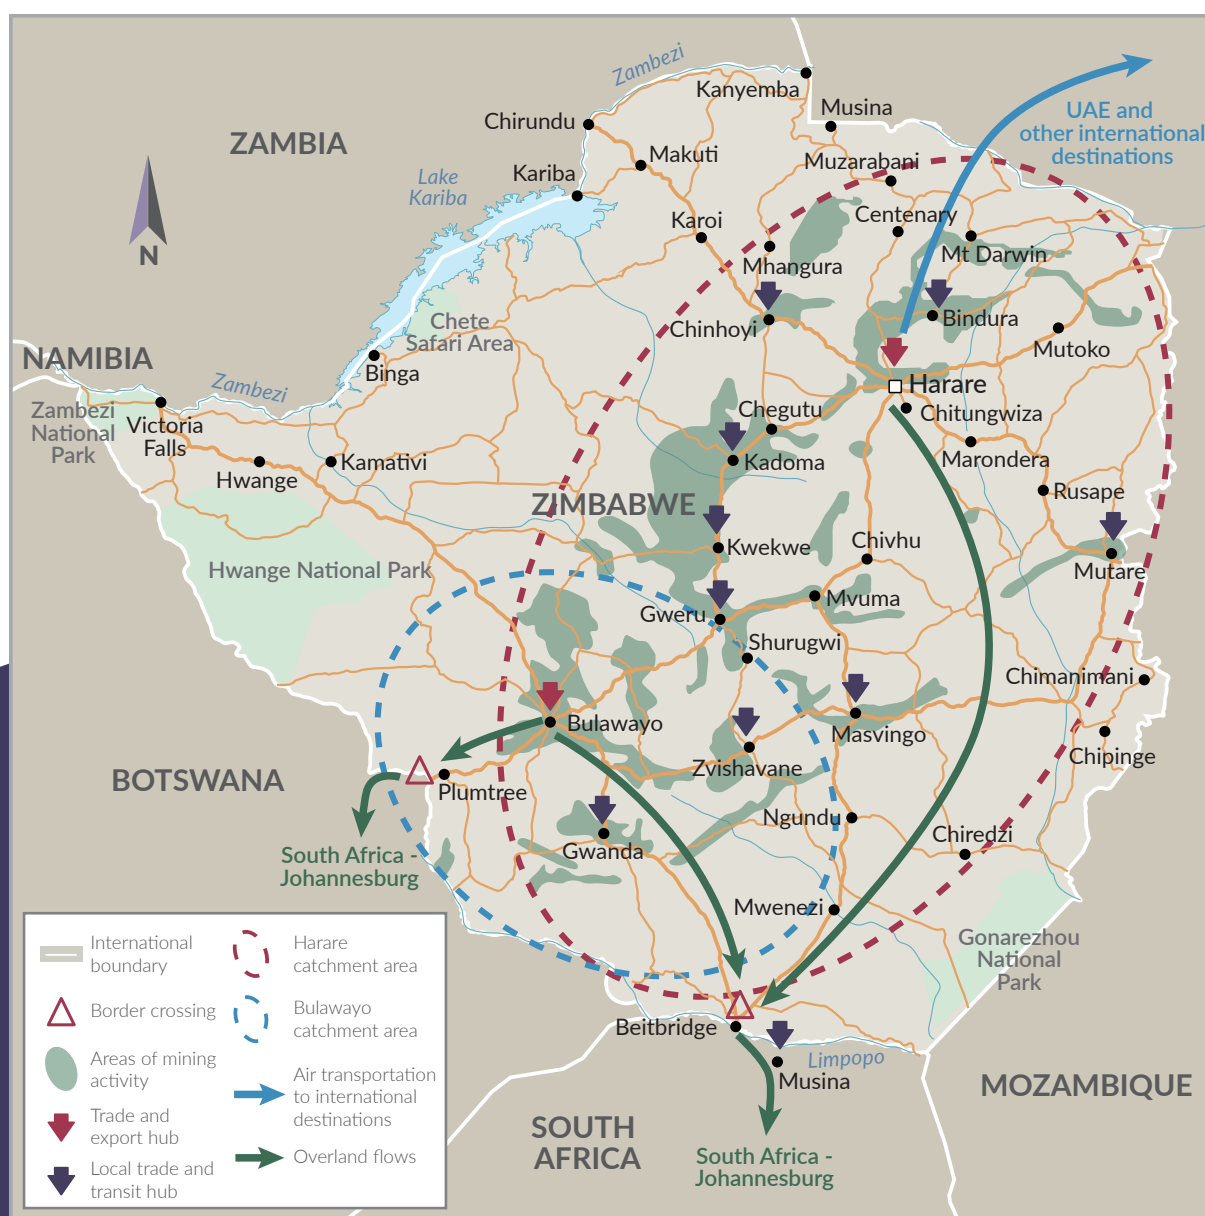 Zambezi
Kanyemba
Musina
Chirundu
UAE and
other international
destinations
ZAMBIA
Makuti
Muzarabani
Lake
Kariba
Kariba
Karoi
Centenary
N
Mhangura
Mt Darwin
Chete
Safari Area
Chinhoyi
Bindura
Mutoko
NAMIBIA
Binga
Zambezi
Harare
Zambezi
National
Park
Victoria
Falls
Chegutu
Chitungwiza
Hwange
Kamativi
Kadoma
Marondera
ZIMBABWE
Rusape
Kwekwe
Chivhu
Hwange National Park
Mutare
Gweru
Mvuma
Shurugwi
Chimanimani
Bulawayo
Masvingo
BOTSWANA
Zvishavane
Chipinge
Plumtree
Ngundu
Chiredzi
South Africa -
Johannesburg
Gwanda
Mwenezi
Gonarezhou
National
Park
Beitbridge
Limpopo
Musina
MOZAMBIQUE
SOUTH
AFRICA
South Africa -
Johannesburg
International
boundary
Border crossing
Areas of mining
activity
Trade and
export hub
Local trade and
transit hub
Harare
catchment area
Bulawayo
catchment area
Air transportation
to international
destinations
Overland flows